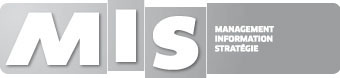 MIS
MANAGEMENT
INFORMATION
STRATÉGIE